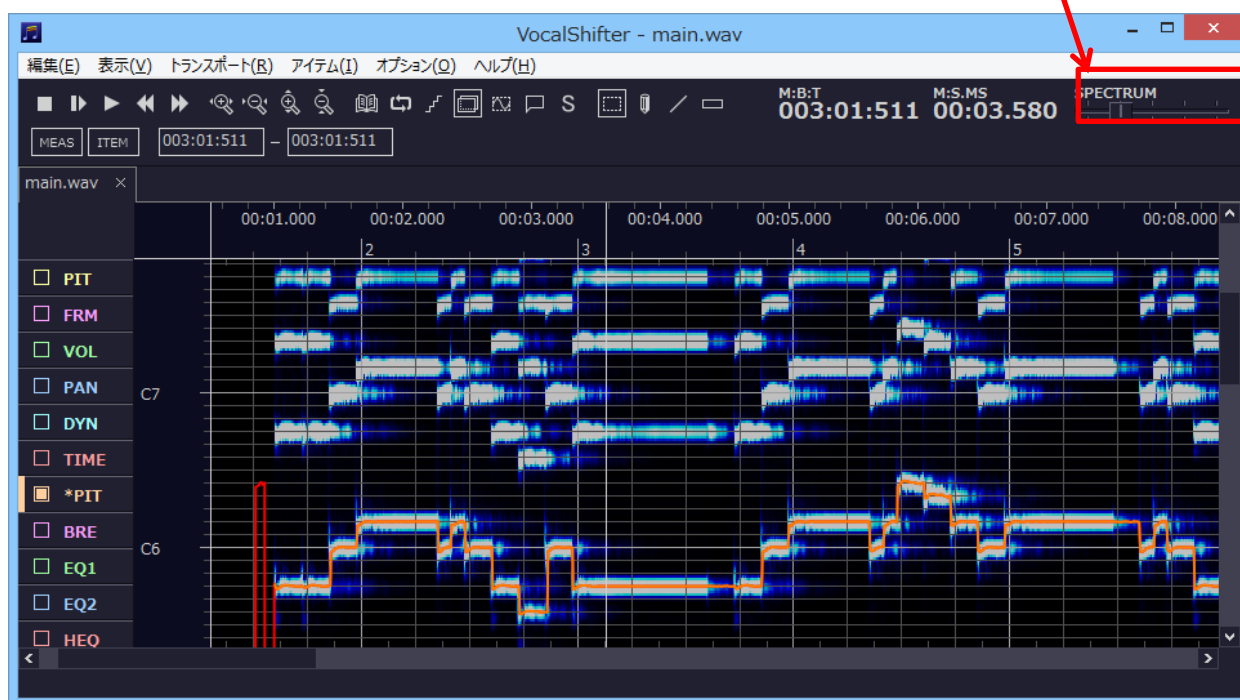 VocalShifter - main.wav
編集(E) 表示(V) トランスポート(R) アイテム(I) オプション(O) ヘルプ(H)
S
M:B:T M:S.MS SPECTRUM
003:01:511 00:03.580
MEAS ITEM 003:01:511 – 003:01:511
main.wav ×
00:01.000 00:02.000 00:03.000 00:04.000 00:05.000 00:06.000 00:07.000 00:08.000
2 3 4 5
PIT
FRM
VOL
PAN
C7
DYN
TIME
*PIT
BRE
C6
EQ1
EQ2
HEQ